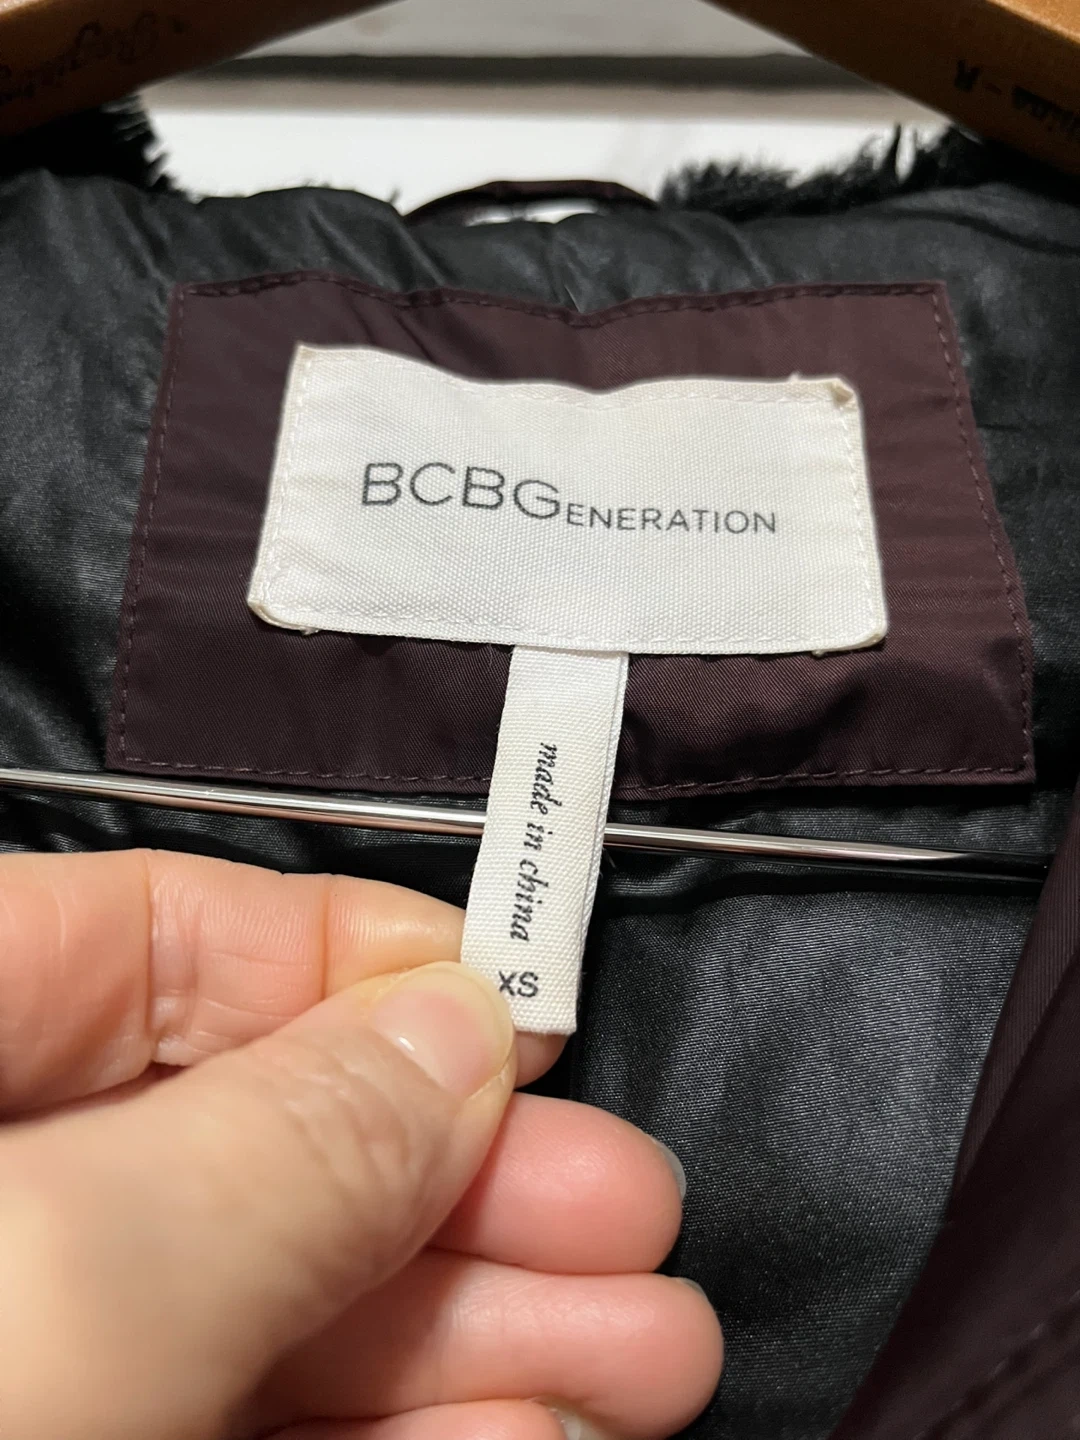 BCBGENERATION
made in china
XS